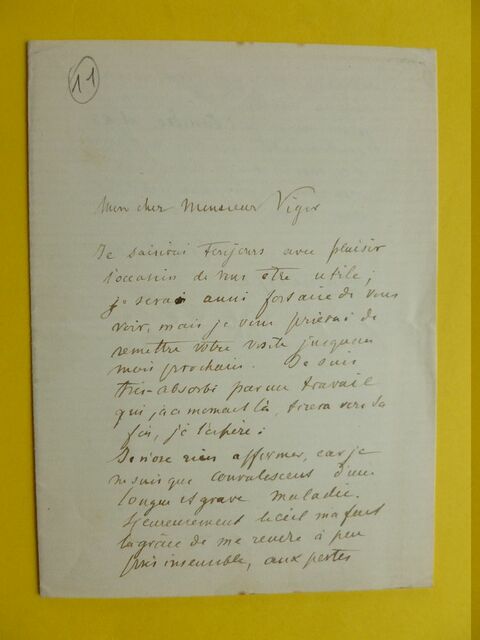 11
Mon cher Monsieur Viger
Je saisirai toujours avec plaisir
l'occasion de vous être utile;
je serai aussi fort aise de vous
voir, mais je vous prierai de
remettre votre visite jusqu'au
mois prochain. Je suis
très-absorbé par un travail
qui, à ce moment là, tirera vers sa
fin, je l'espère.
Je n'ose rien affirmer, car je
ne suis que convalescent d'une
longue et grave maladie.
Heureusement le ciel m'a fait
la grâce de me rendre à peu
près insensible, aux pertes